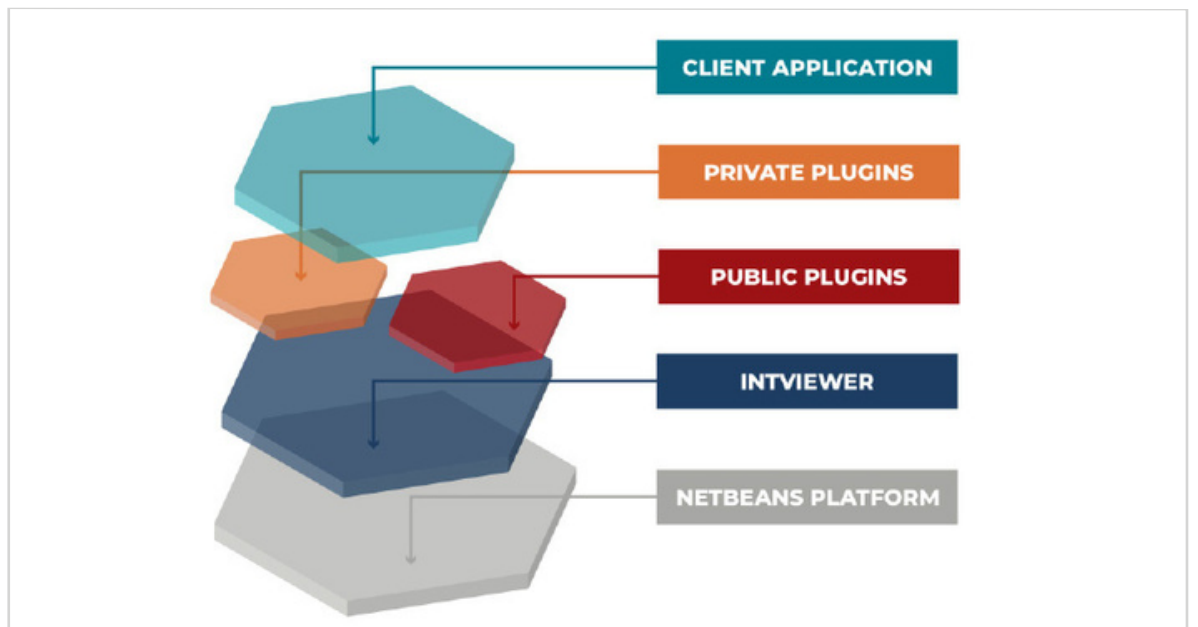 CLIENT APPLICATION
PRIVATE PLUGINS
PUBLIC PLUGINS
INTVIEWER
NETBEANS PLATFORM